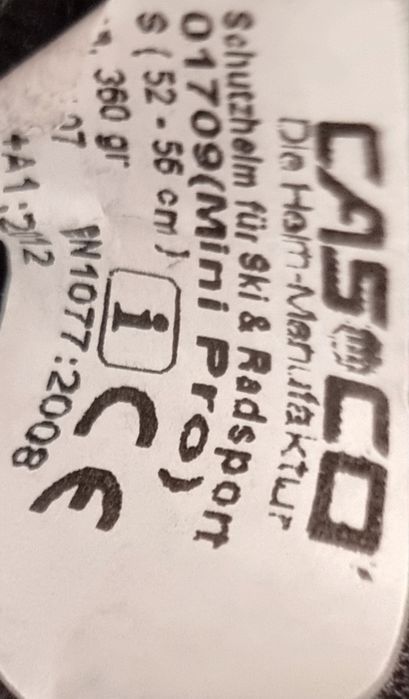 CASCO
Die Helm-Manufaktur
Schutzhelm für Ski & Radsport
01709(Mini Pro)
S ( 52 - 56 cm )
360 gr
i CE
EN1077:2008
+A1:2012